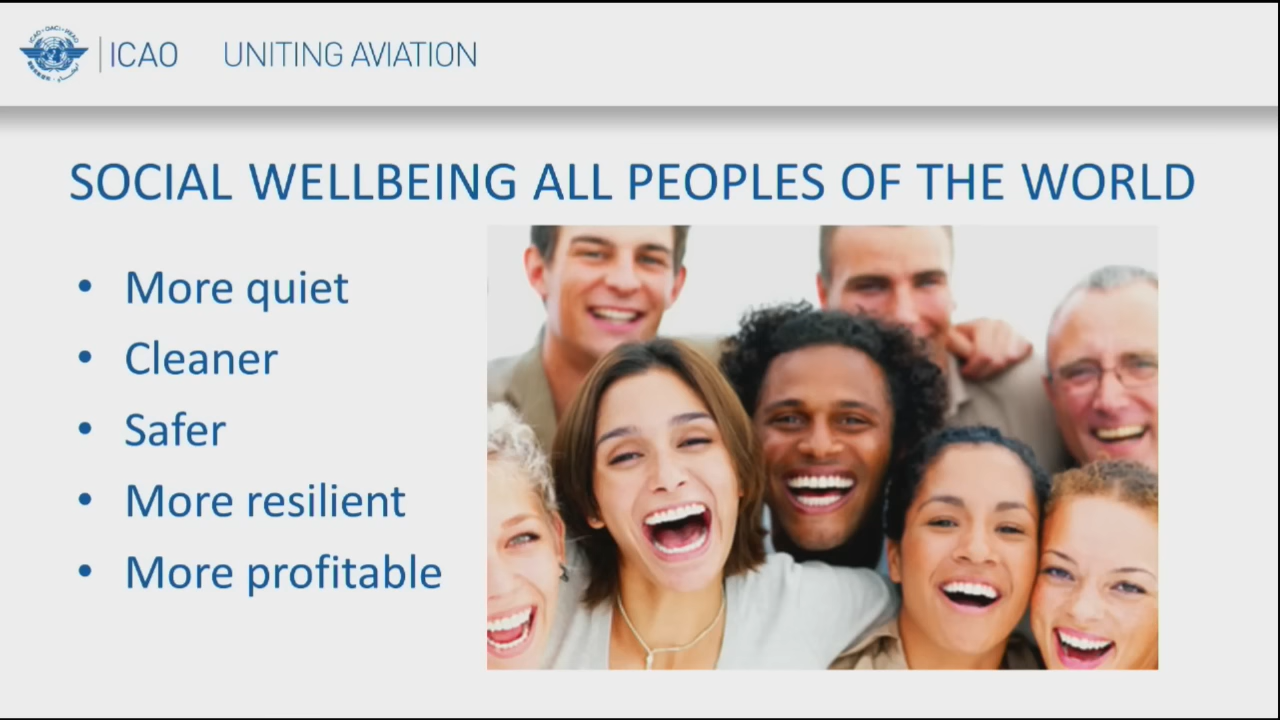 ICAO UNITING AVIATION
SOCIAL WELLBEING ALL PEOPLES OF THE WORLD
• More quiet
• Cleaner
• Safer
• More resilient
• More profitable